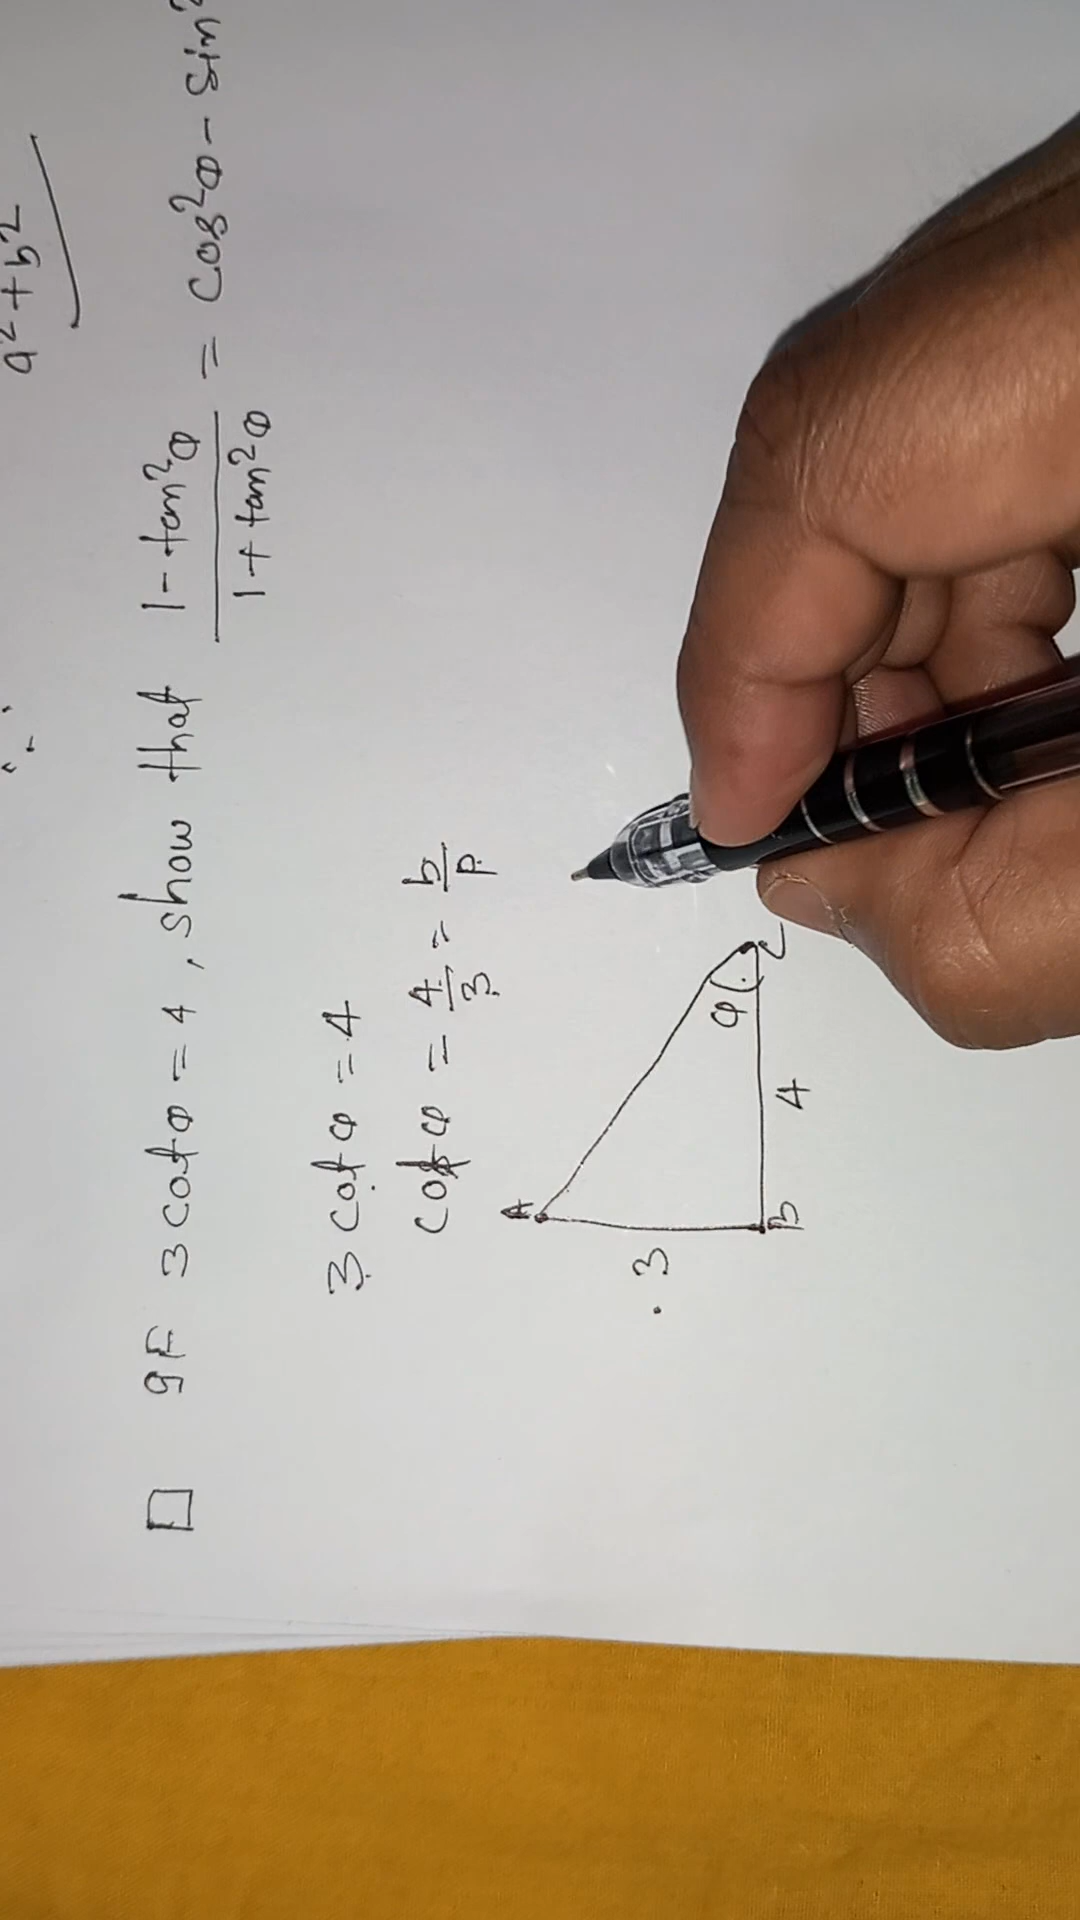 a²+b²
□ If 3 cotθ = 4, show that 1 - tan²θ / 1 + tan²θ = cos²θ - sin²
3 cot φ = 4
cot φ = 4/3 = b/p
A
φ
3
B
4
C